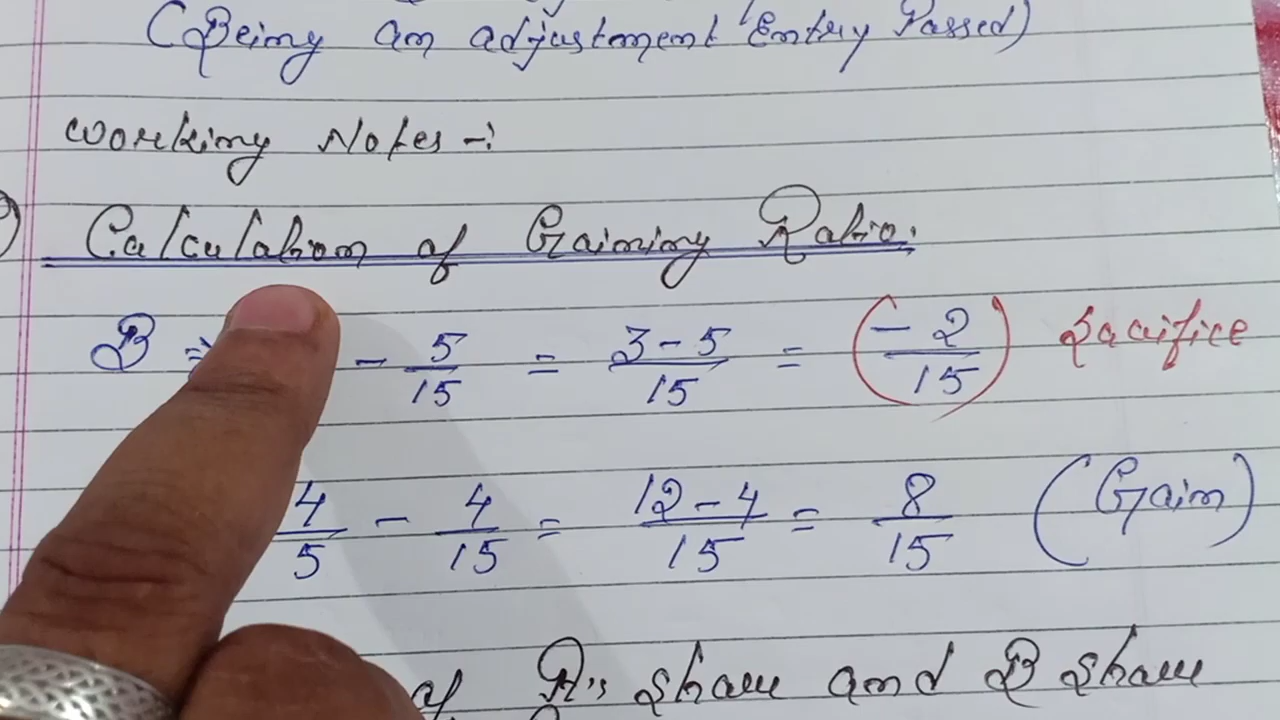 (Being an adjustment Entry Passed)
Working Notes -:
Calculation of Gaining Ratio.
B ⇒ - 5/15 = 3-5/15 = (-2/15) Sacrifice
4/5 - 4/15 = 12-4/15 = 8/15 (Gain)
of A's share and B share